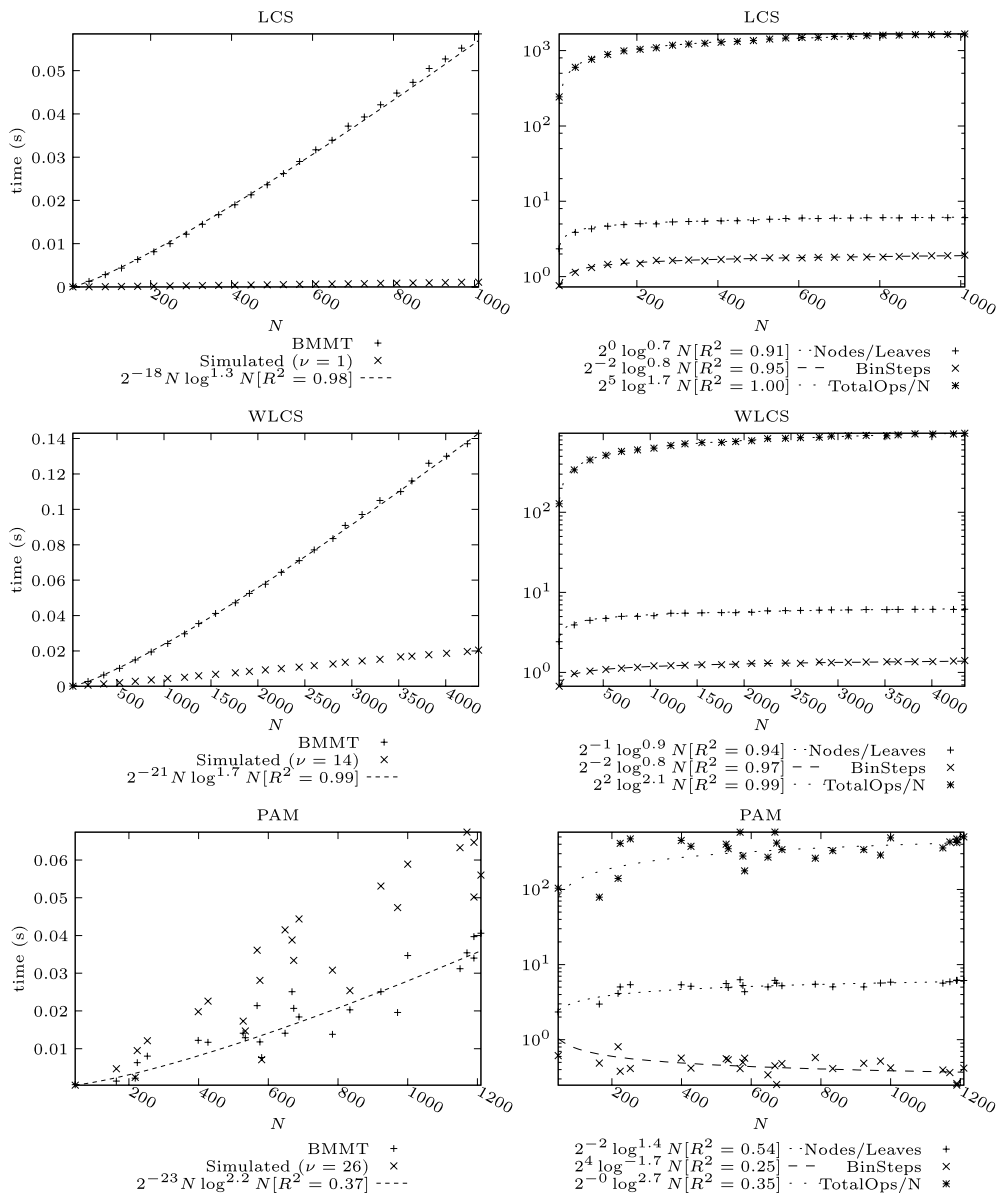 LCS
time (s)
0.05
0.04
0.03
0.02
0.01
0
200
400
600
800
1000
N
BMMT
Simulated (ν = 1)
2^{-18} N log^{1.3} N[R^2 = 0.98]
LCS
10^3
10^2
10^1
10^0
200
400
600
800
1000
N
2^0 log^{0.7} N[R^2 = 0.91] Nodes/Leaves
2^{-2} log^{0.8} N[R^2 = 0.95] BinSteps
2^5 log^{1.7} N[R^2 = 1.00] TotalOps/N
WLCS
time (s)
0.14
0.12
0.1
0.08
0.06
0.04
0.02
0
500
1000
1500
2000
2500
3000
3500
4000
N
BMMT
Simulated (ν = 14)
2^{-21} N log^{1.7} N[R^2 = 0.99]
WLCS
10^2
10^1
10^0
500
1000
1500
2000
2500
3000
3500
4000
N
2^{-1} log^{0.9} N[R^2 = 0.94] Nodes/Leaves
2^{-2} log^{0.8} N[R^2 = 0.97] BinSteps
2^2 log^{2.1} N[R^2 = 0.99] TotalOps/N
PAM
time (s)
0.06
0.05
0.04
0.03
0.02
0.01
200
400
600
800
1000
1200
N
BMMT
Simulated (ν = 26)
2^{-23} N log^{2.2} N[R^2 = 0.37]
PAM
10^2
10^1
10^0
200
400
600
800
1000
1200
N
2^{-2} log^{1.4} N[R^2 = 0.54] Nodes/Leaves
2^4 log^{-1.7} N[R^2 = 0.25] BinSteps
2^{-0} log^{2.7} N[R^2 = 0.35] TotalOps/N